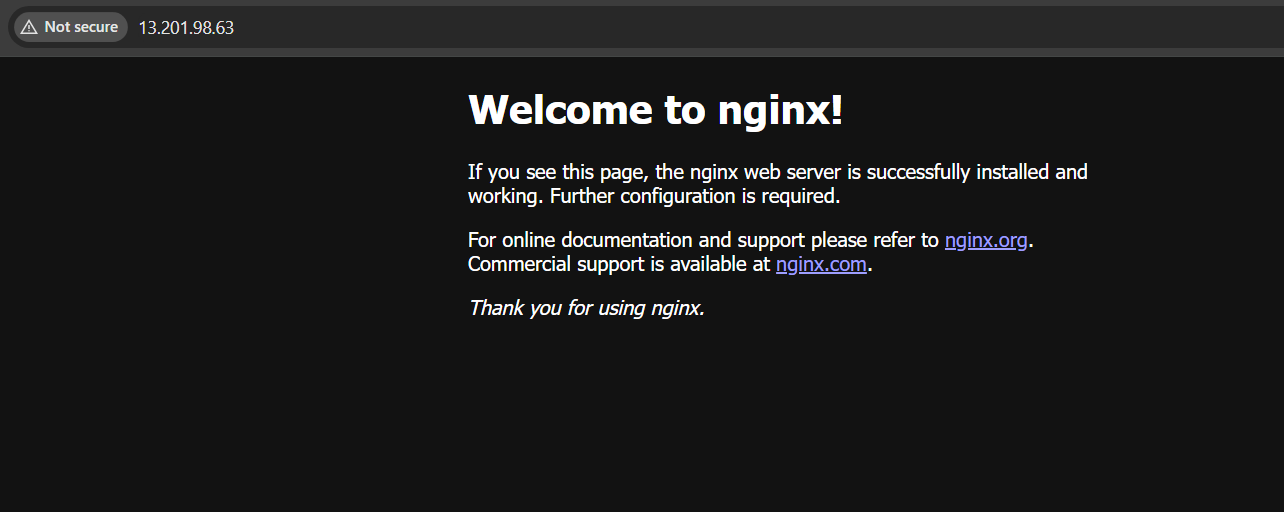 Not secure 13.201.98.63
Welcome to nginx!
If you see this page, the nginx web server is successfully installed and
working. Further configuration is required.
For online documentation and support please refer to nginx.org.
Commercial support is available at nginx.com.
Thank you for using nginx.